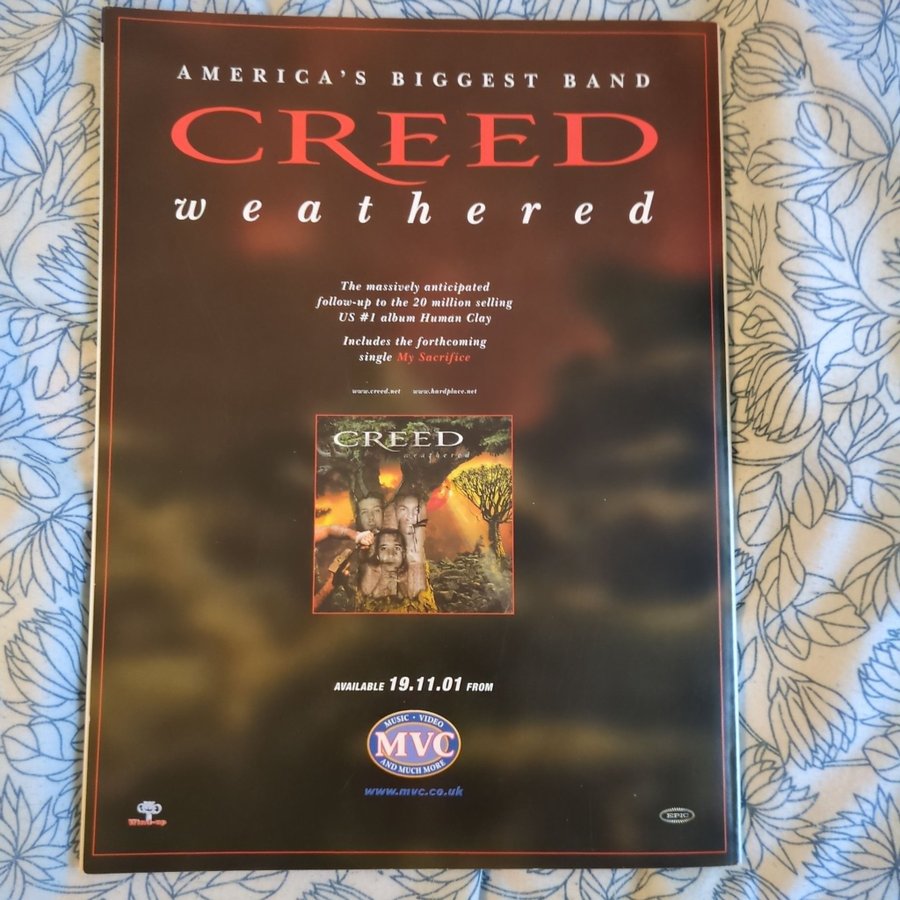 AMERICA'S BIGGEST BAND
CREED
weathered
The massively anticipated
follow-up to the 20 million selling
US #1 album Human Clay
Includes the forthcoming
single My Sacrifice
www.creed.net www.hardplace.net
CREED
weathered
AVAILABLE 19.11.01 FROM
MUSIC • VIDEO
MVC
AND MUCH MORE
www.mvc.co.uk
Wind-up
EPIC